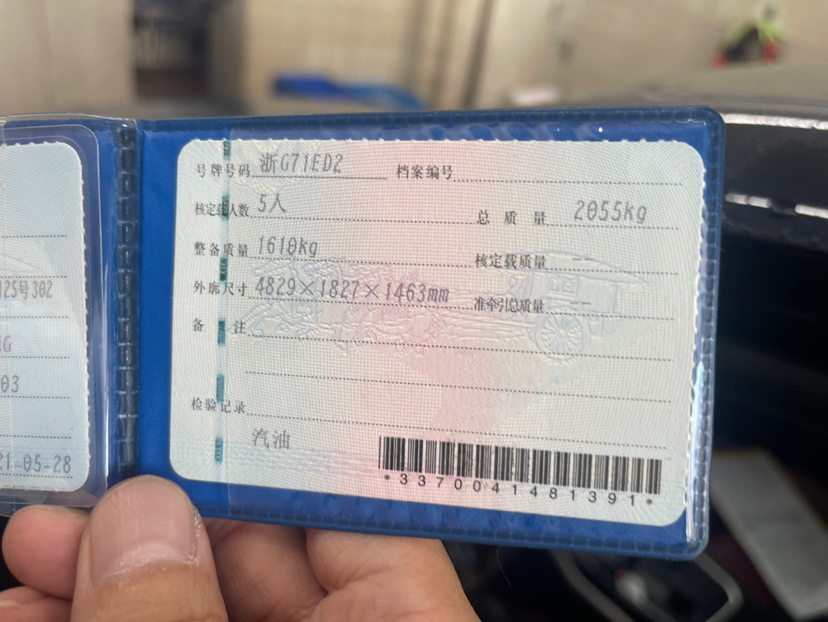 号牌号码 浙G71ED2 档案编号
核定载人数 5人 总质量 2055kg
整备质量 1610kg 核定载质量 --
外廓尺寸 4829×1827×1463mm 准牵引总质量 --
备注
检验记录
汽油
*3370041481391*
125号302
G
03
21-05-28